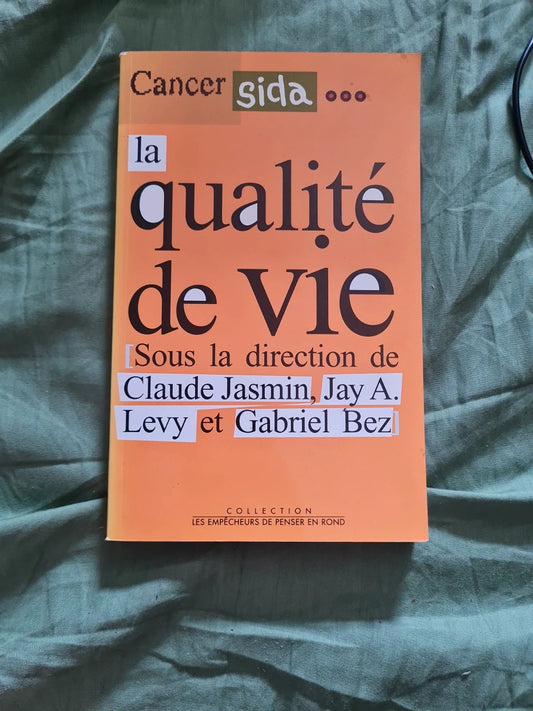 Cancer sida ...
la
qualité
de vie
[Sous la direction de
Claude Jasmin, Jay A.
Levy et Gabriel Bez]
COLLECTION
LES EMPÊCHEURS DE PENSER EN ROND